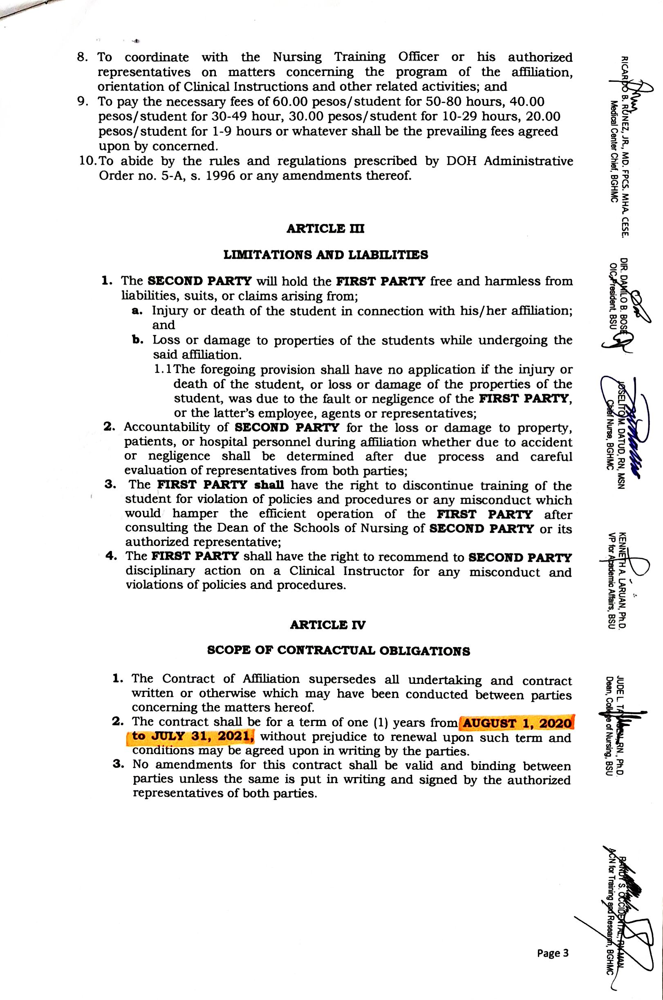 8. To coordinate with the Nursing Training Officer or his authorized
representatives on matters concerning the program of the affiliation,
orientation of Clinical Instructions and other related activities; and
9. To pay the necessary fees of 60.00 pesos/student for 50-80 hours, 40.00
pesos/student for 30-49 hour, 30.00 pesos/student for 10-29 hours, 20.00
pesos/student for 1-9 hours or whatever shall be the prevailing fees agreed
upon by concerned.
10. To abide by the rules and regulations prescribed by DOH Administrative
Order no. 5-A, s. 1996 or any amendments thereof.
ARTICLE III
LIMITATIONS AND LIABILITIES
1. The SECOND PARTY will hold the FIRST PARTY free and harmless from
liabilities, suits, or claims arising from;
a. Injury or death of the student in connection with his/her affiliation;
and
b. Loss or damage to properties of the students while undergoing the
said affiliation.
1.1 The foregoing provision shall have no application if the injury or
death of the student, or loss or damage of the properties of the
student, was due to the fault or negligence of the FIRST PARTY,
or the latter's employee, agents or representatives;
2. Accountability of SECOND PARTY for the loss or damage to property,
patients, or hospital personnel during affiliation whether due to accident
or negligence shall be determined after due process and careful
evaluation of representatives from both parties;
3. The FIRST PARTY shall have the right to discontinue training of the
student for violation of policies and procedures or any misconduct which
would hamper the efficient operation of the FIRST PARTY after
consulting the Dean of the Schools of Nursing of SECOND PARTY or its
authorized representative;
4. The FIRST PARTY shall have the right to recommend to SECOND PARTY
disciplinary action on a Clinical Instructor for any misconduct and
violations of policies and procedures.
ARTICLE IV
SCOPE OF CONTRACTUAL OBLIGATIONS
1. The Contract of Affiliation supersedes all undertaking and contract
written or otherwise which may have been conducted between parties
concerning the matters hereof.
2. The contract shall be for a term of one (1) years from AUGUST 1, 2020
to JULY 31, 2021, without prejudice to renewal upon such term and
conditions may be agreed upon in writing by the parties.
3. No amendments for this contract shall be valid and binding between
parties unless the same is put in writing and signed by the authorized
representatives of both parties.
Page 3
RICARDO B. RUNEZ, JR., MD. FPCS. MHA. CESE.
Medical Center Chief, BGHMC
DIR. DANILO B. BOSE
OIC President, BSU
JOSELITO M. DATUD, RN, MSN
Chief Nurse, BGHMC
KENNETH A. LARUAN, Ph.D.
VP for Academic Affairs, BSU
JUDE L. RN., Ph.D.
Dean, College of Nursing, BSU
RANDY S. OCCIDENTAL, RN MAN
ACN for Training and Research, BGHMC